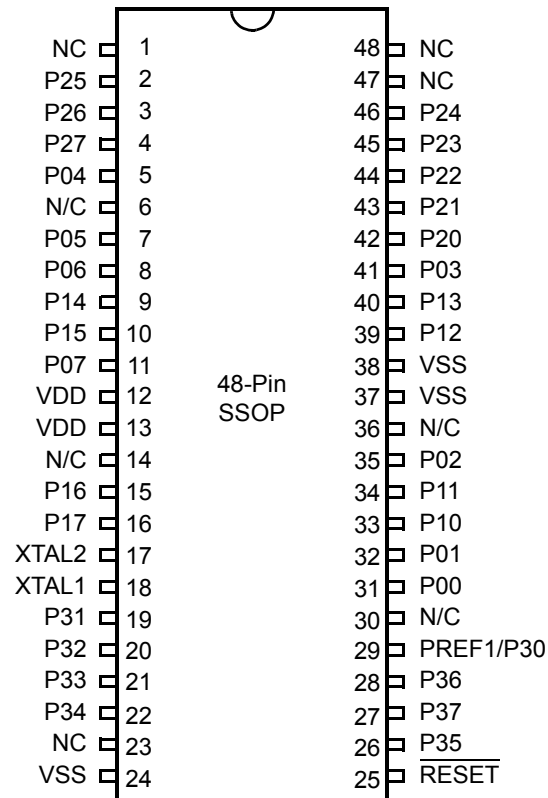 NC 1 48 NC
P25 2 47 NC
P26 3 46 P24
P27 4 45 P23
P04 5 44 P22
N/C 6 43 P21
P05 7 42 P20
P06 8 41 P03
P14 9 40 P13
P15 10 39 P12
P07 11 38 VSS
VDD 12 37 VSS
48-Pin
SSOP
VDD 13 36 N/C
N/C 14 35 P02
P16 15 34 P11
P17 16 33 P10
XTAL2 17 32 P01
XTAL1 18 31 P00
P31 19 30 N/C
P32 20 29 PREF1/P30
P33 21 28 P36
P34 22 27 P37
NC 23 26 P35
VSS 24 25 RESET